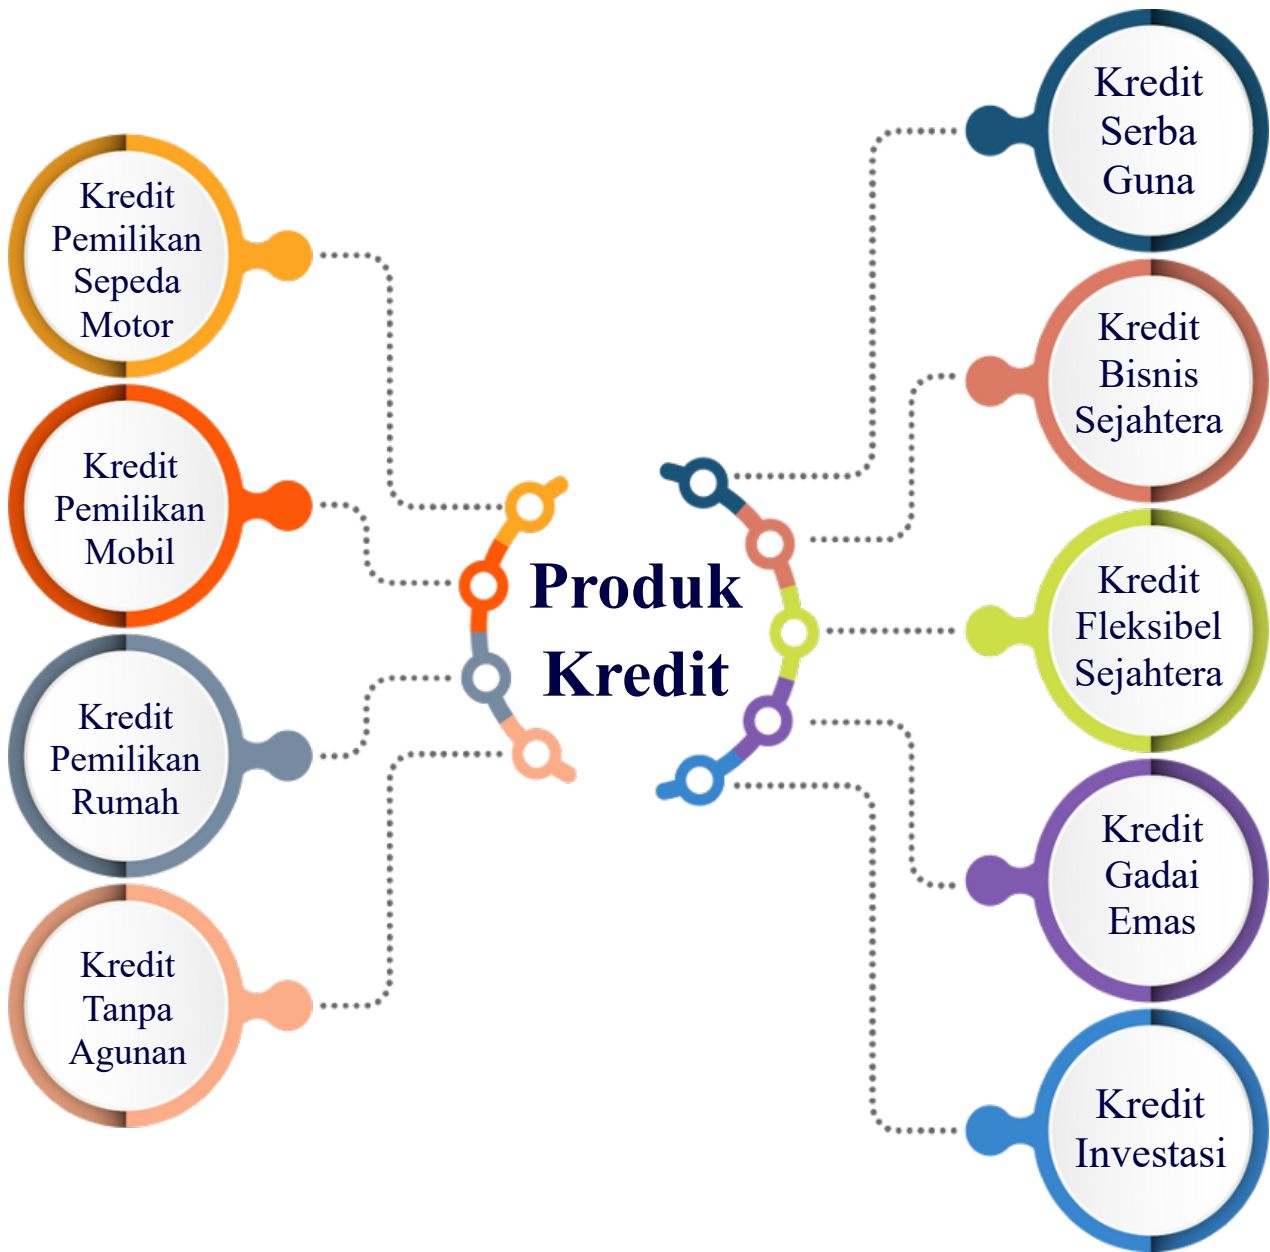 Kredit
Pemilikan
Sepeda
Motor
Kredit
Pemilikan
Mobil
Kredit
Pemilikan
Rumah
Kredit
Tanpa
Agunan
Produk
Kredit
Kredit
Serba
Guna
Kredit
Bisnis
Sejahtera
Kredit
Fleksibel
Sejahtera
Kredit
Gadai
Emas
Kredit
Investasi